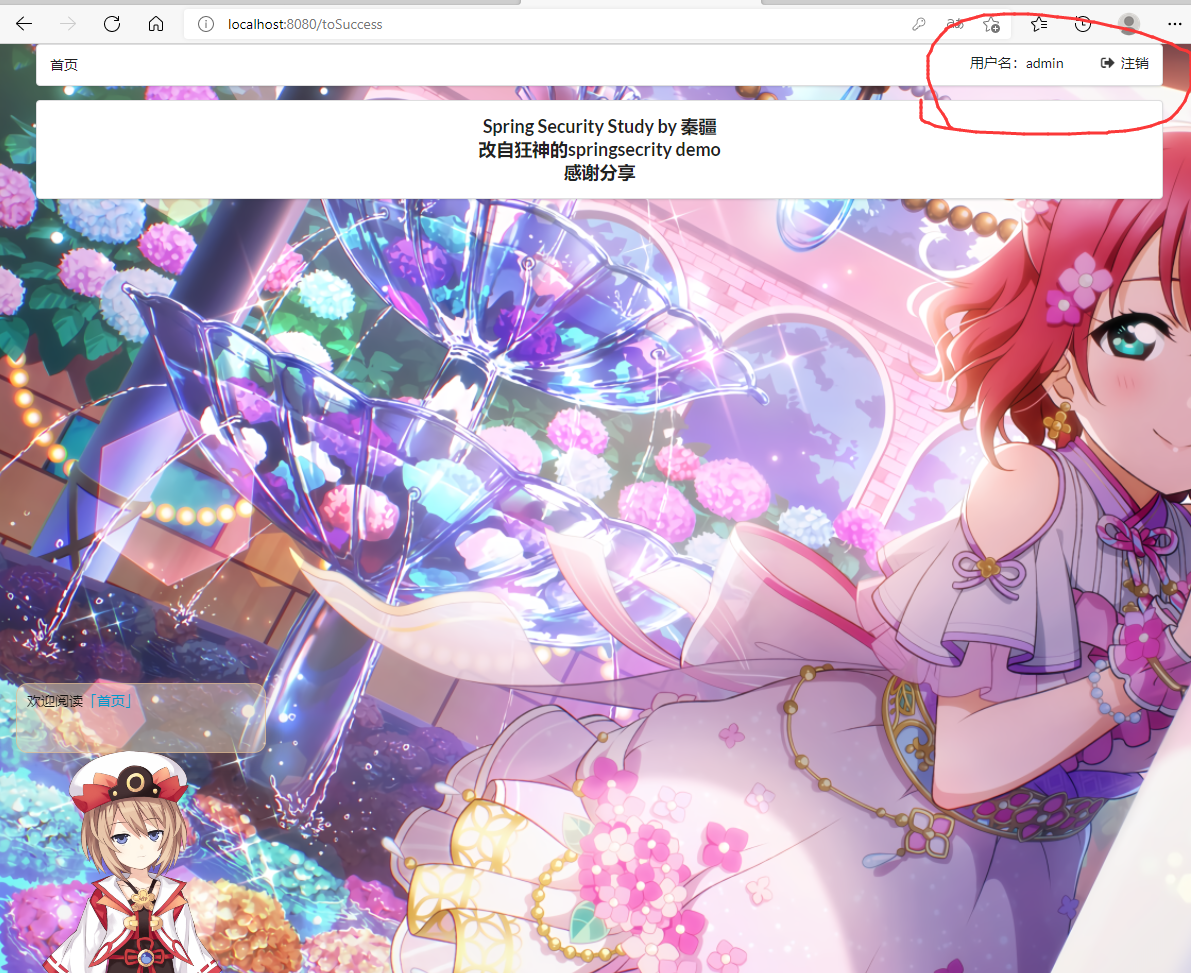 localhost:8080/toSuccess
首页
用户名：admin
注销
Spring Security Study by 秦疆
改自狂神的springsecrity demo
感谢分享
欢迎阅读「首页」